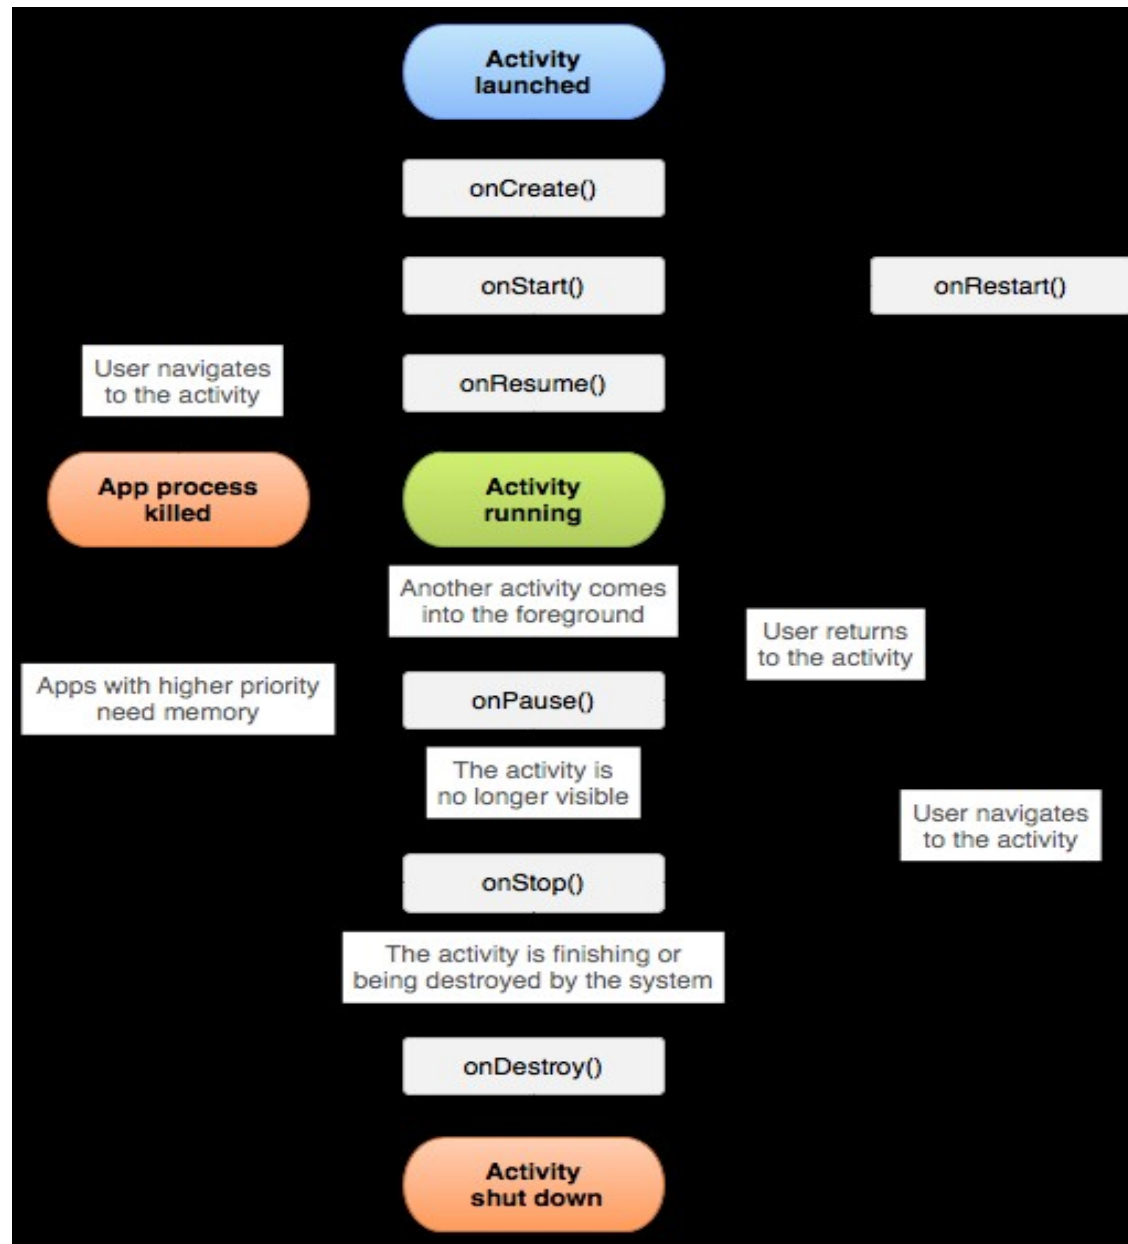 Activity
launched
onCreate()
onStart()
onRestart()
User navigates
to the activity
onResume()
App process
killed
Activity
running
Another activity comes
into the foreground
User returns
to the activity
Apps with higher priority
need memory
onPause()
The activity is
no longer visible
User navigates
to the activity
onStop()
The activity is finishing or
being destroyed by the system
onDestroy()
Activity
shut down